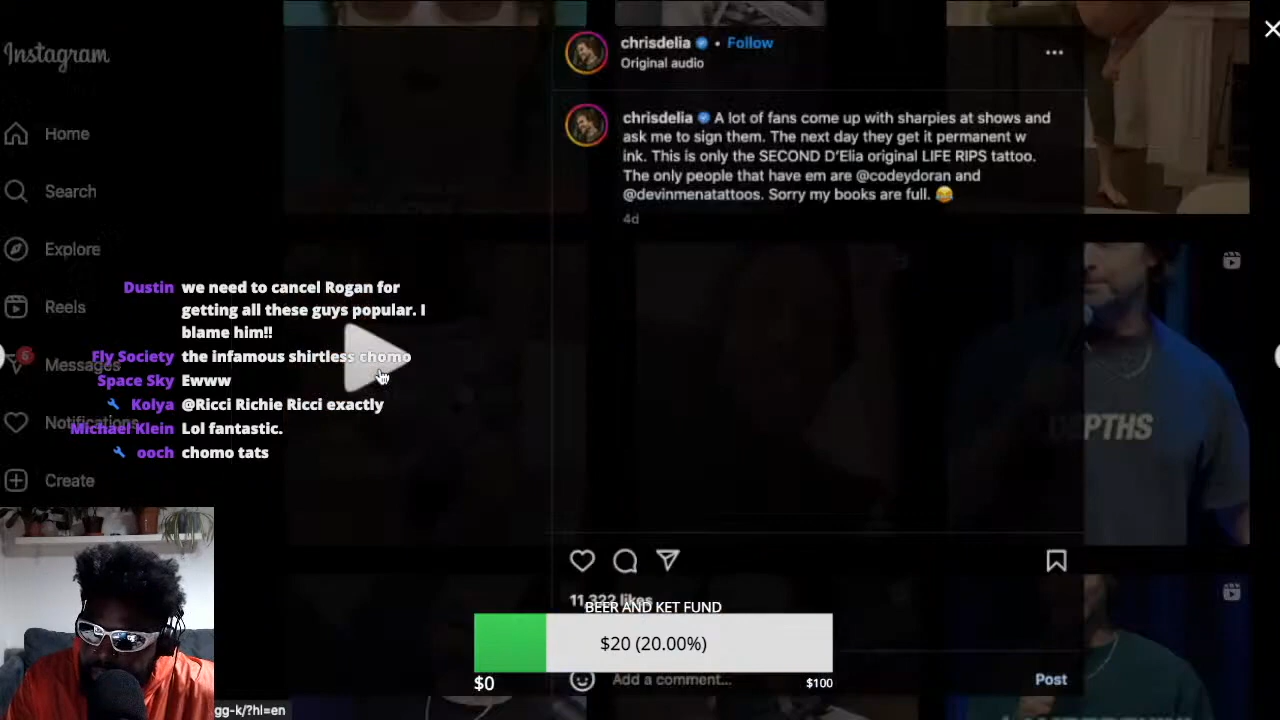 Instagram
Home
Search
Explore
Reels
6
Messages
Notifications
Create
chrisdelia • Follow
Original audio
chrisdelia A lot of fans come up with sharpies at shows and
ask me to sign them. The next day they get it permanent w
ink. This is only the SECOND D'Elia original LIFE RIPS tattoo.
The only people that have em are @codeydoran and
@devinmenatattoos. Sorry my books are full. 😂
4d
Dustin we need to cancel Rogan for
getting all these guys popular. I
blame him!!
Fly Society the infamous shirtless chomo
Space Sky Ewww
Kolya @Ricci Richie Ricci exactly
Michael Klein Lol fantastic.
ooch chomo tats
DEPTHS
11,322 likes
BEER AND KET FUND
$20 (20.00%)
$0
$100
Add a comment...
Post
gg-k/?hl=en